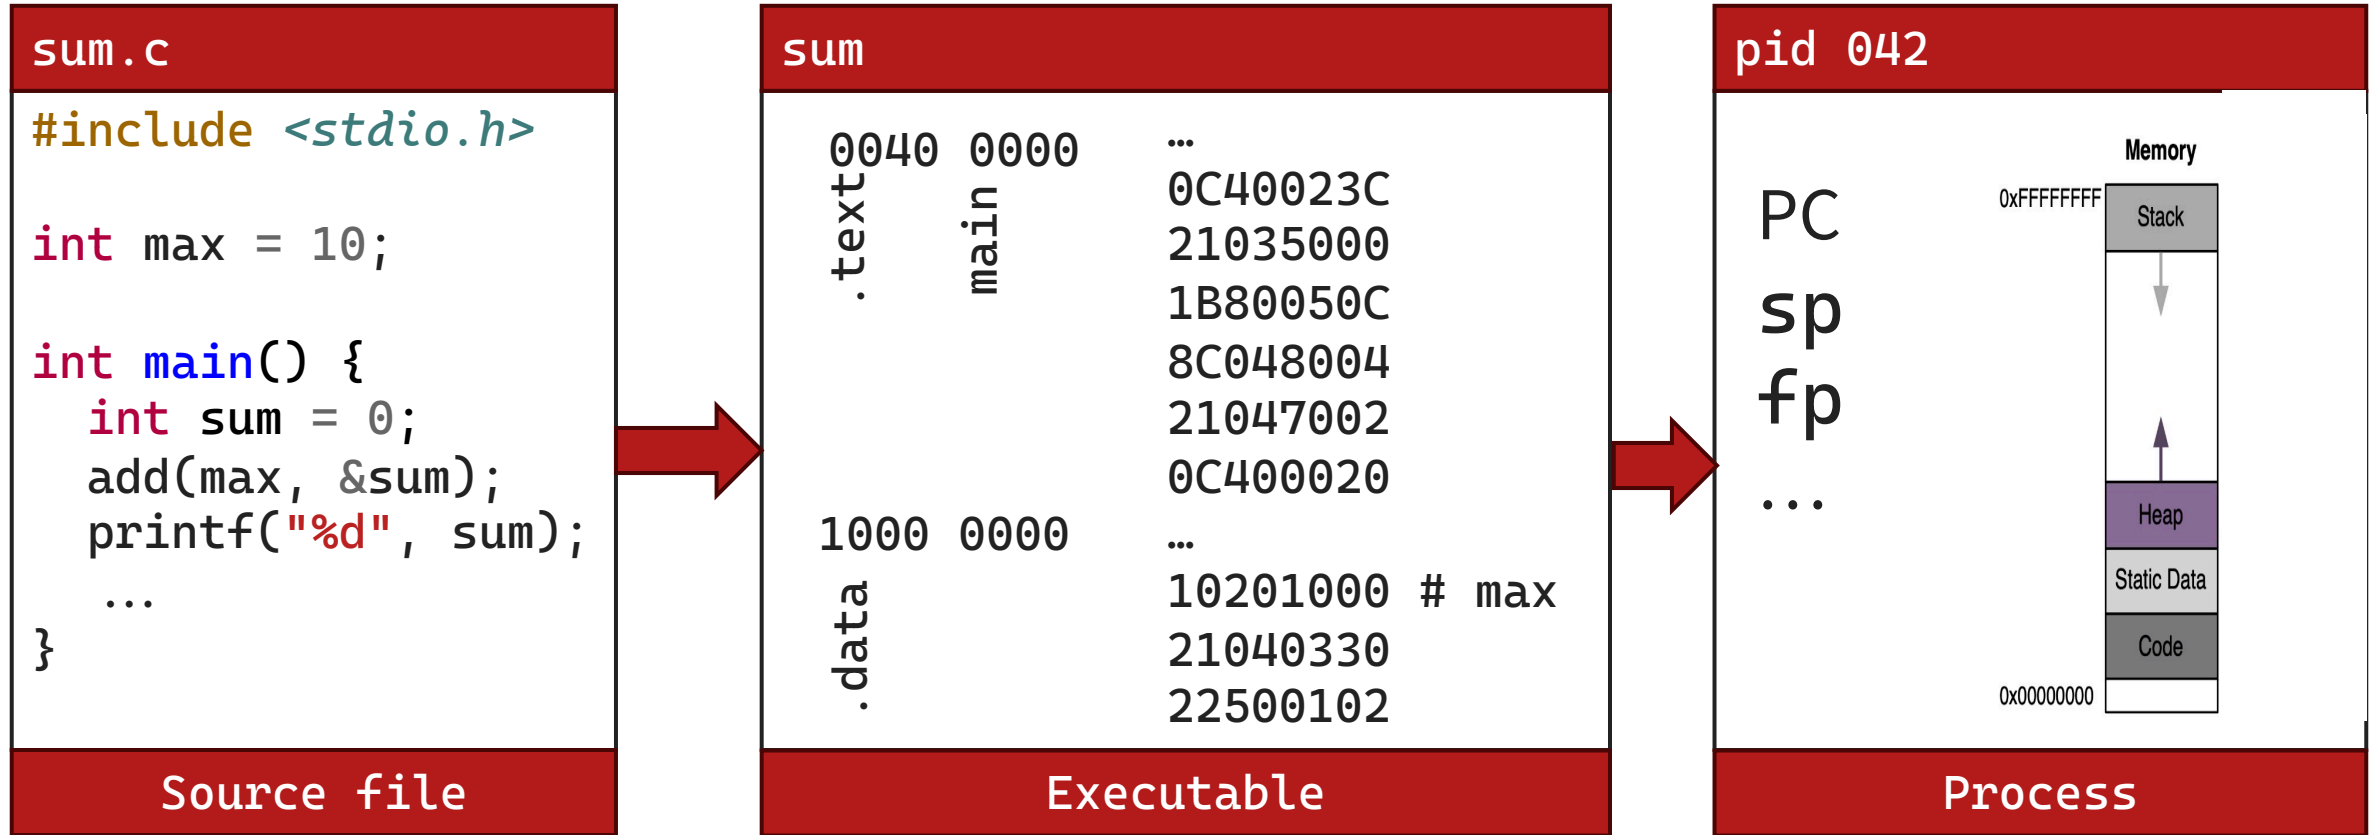 sum.c
#include <stdio.h>
int max = 10;
int main() {
int sum = 0;
add(max, &sum);
printf("%d", sum);
...
}
Source file
sum
0040 0000
.text
main
…
0C40023C
21035000
1B80050C
8C048004
21047002
0C400020
1000 0000
.data
…
10201000 # max
21040330
22500102
Executable
pid 042
PC
sp
fp
...
Memory
0xFFFFFFFF
Stack
Heap
Static Data
Code
0x00000000
Process